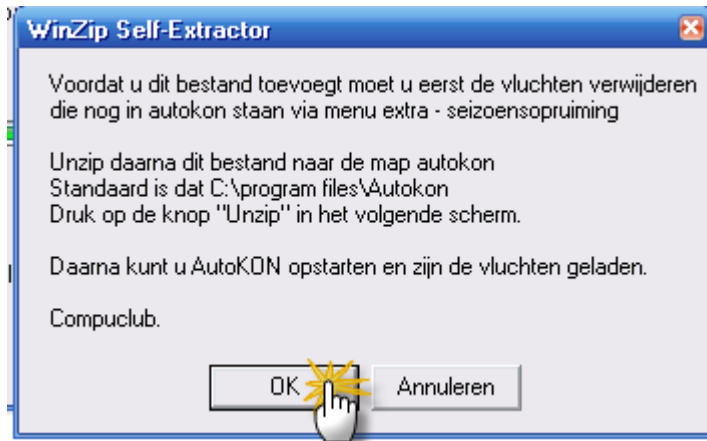 WinZip Self-Extractor
Voordat u dit bestand toevoegt moet u eerst de vluchten verwijderen
die nog in autokon staan via menu extra - seizoensopruiming
Unzip daarna dit bestand naar de map autokon
Standaard is dat C:\program files\Autokon
Druk op de knop "Unzip" in het volgende scherm.
Daarna kunt u AutoKON opstarten en zijn de vluchten geladen.
Compuclub.
OK
Annuleren